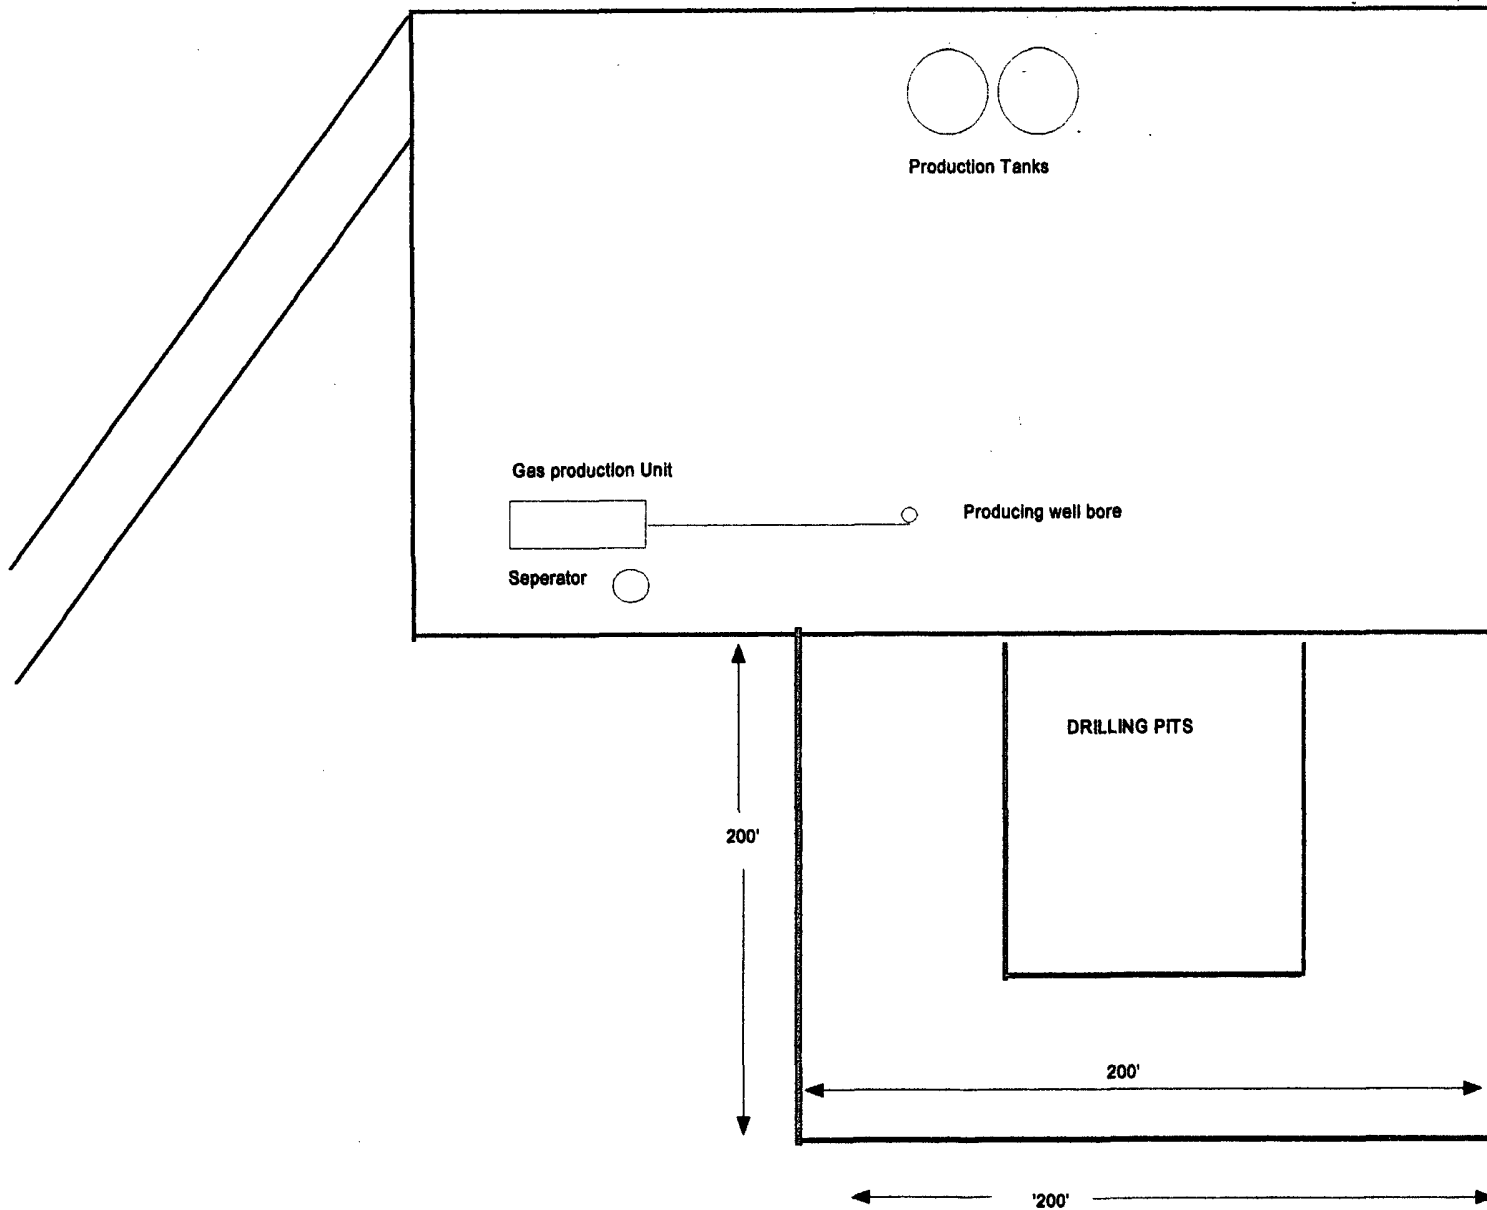 Production Tanks
Gas production Unit
Producing well bore
Seperator
DRILLING PITS
200'
200'
'200'